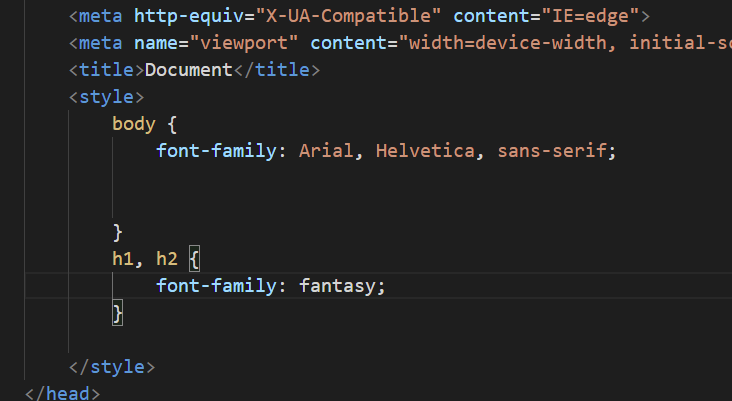 <meta http-equiv="X-UA-Compatible" content="IE=edge">
<meta name="viewport" content="width=device-width, initial-sc
<title>Document</title>
<style>
body {
font-family: Arial, Helvetica, sans-serif;
}
h1, h2 {
font-family: fantasy;
}
</style>
</head>